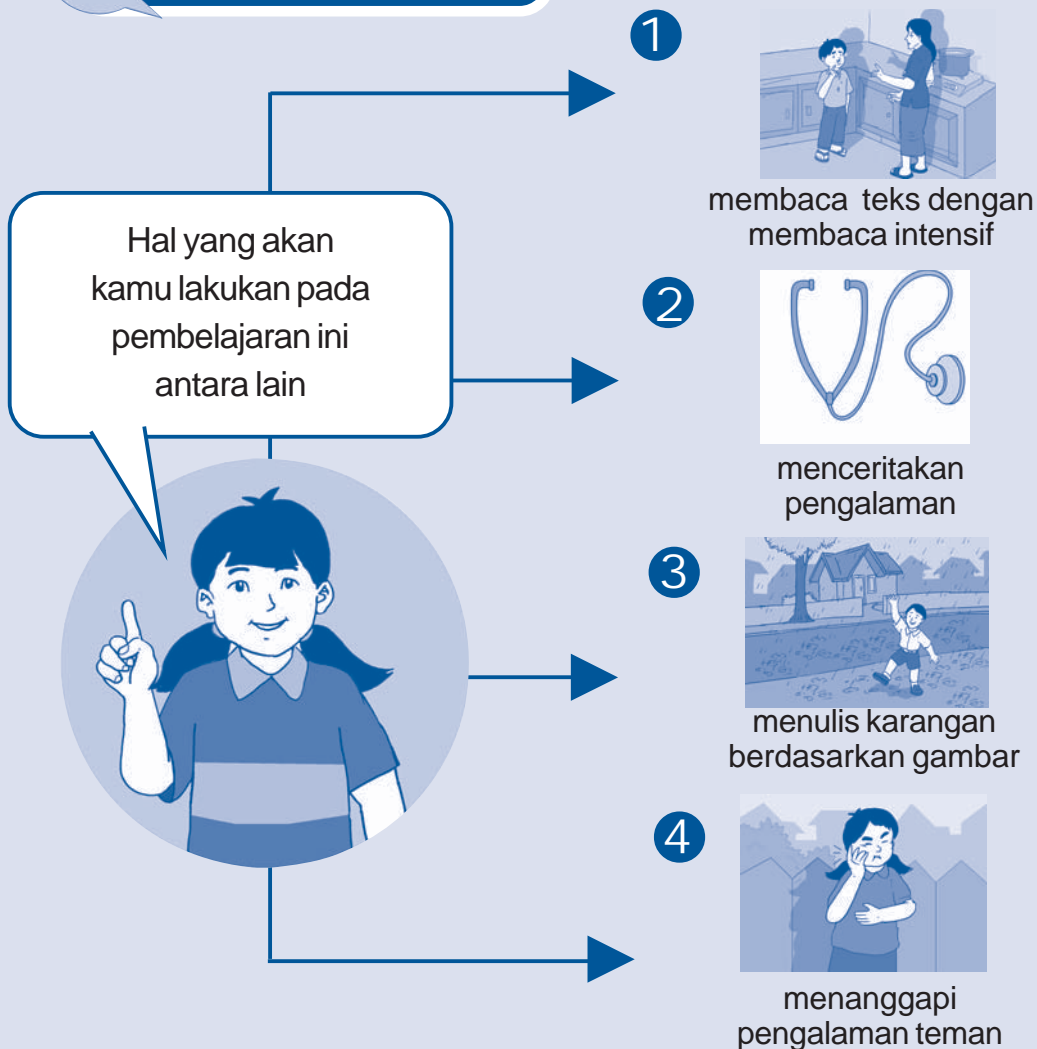 Hal yang akan
kamu lakukan pada
pembelajaran ini
antara lain
1
membaca teks dengan
membaca intensif
2
menceritakan
pengalaman
3
menulis karangan
berdasarkan gambar
4
menanggapi
pengalaman teman